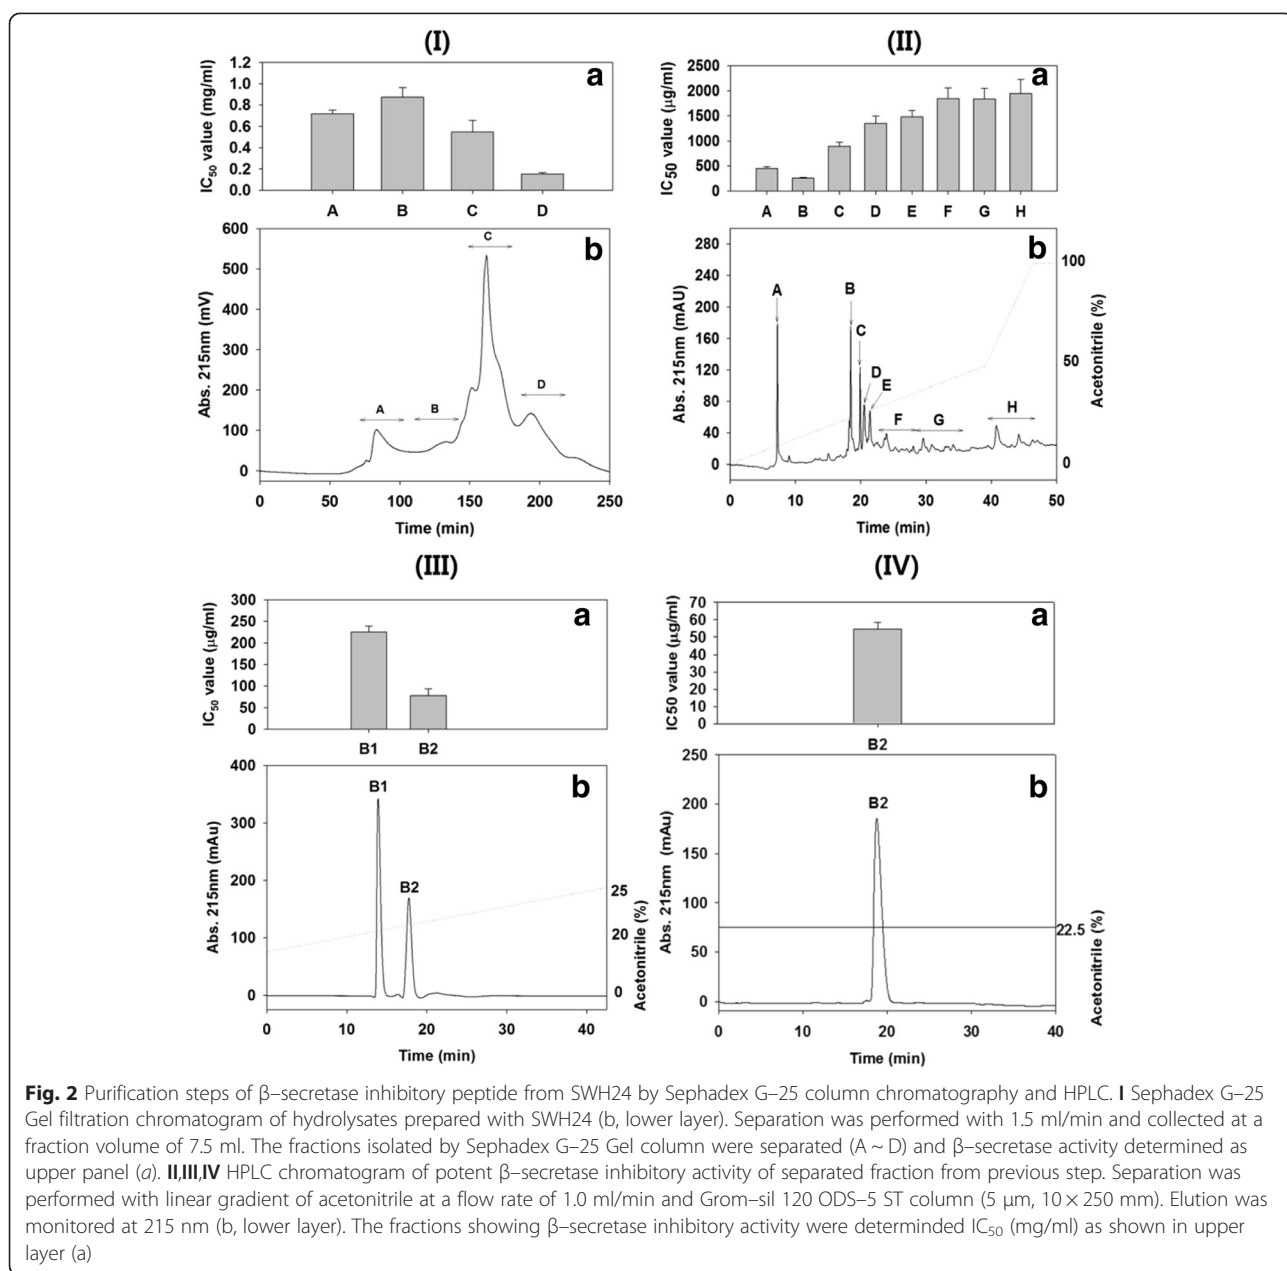 (I)
a
IC50 value (mg/ml)
1.2
1.0
0.8
0.6
0.4
0.2
0.0
A B C D
b
Abs. 215nm (mV)
600
500
400
300
200
100
0
A
B
C
D
0 50 100 150 200 250
Time (min)
(II)
a
IC50 value (μg/ml)
2500
2000
1500
1000
500
0
A B C D E F G H
b
Abs. 215nm (mAU)
280
240
200
160
120
80
40
0
A
B
C
D
E
F
G
H
100
50
0
Acetonitrile (%)
0 10 20 30 40 50
Time (min)
(III)
a
IC50 value (μg/ml)
300
250
200
150
100
50
0
B1 B2
b
Abs. 215nm (mAu)
400
300
200
100
0
B1
B2
25
20
0
Acetonitrile (%)
0 10 20 30 40
Time (min)
(IV)
a
IC50 value (μg/ml)
70
60
50
40
30
20
10
0
B2
b
Abs. 215nm (mAu)
250
200
150
100
50
0
B2
22.5
Acetonitrile (%)
0 10 20 30 40
Time (min)
Fig. 2 Purification steps of β–secretase inhibitory peptide from SWH24 by Sephadex G–25 column chromatography and HPLC. I Sephadex G–25
Gel filtration chromatogram of hydrolysates prepared with SWH24 (b, lower layer). Separation was performed with 1.5 ml/min and collected at a
fraction volume of 7.5 ml. The fractions isolated by Sephadex G–25 Gel column were separated (A ~ D) and β–secretase activity determined as
upper panel (a). II,III,IV HPLC chromatogram of potent β–secretase inhibitory activity of separated fraction from previous step. Separation was
performed with linear gradient of acetonitrile at a flow rate of 1.0 ml/min and Grom–sil 120 ODS–5 ST column (5 μm, 10 × 250 mm). Elution was
monitored at 215 nm (b, lower layer). The fractions showing β–secretase inhibitory activity were determinded IC50 (mg/ml) as shown in upper
layer (a)